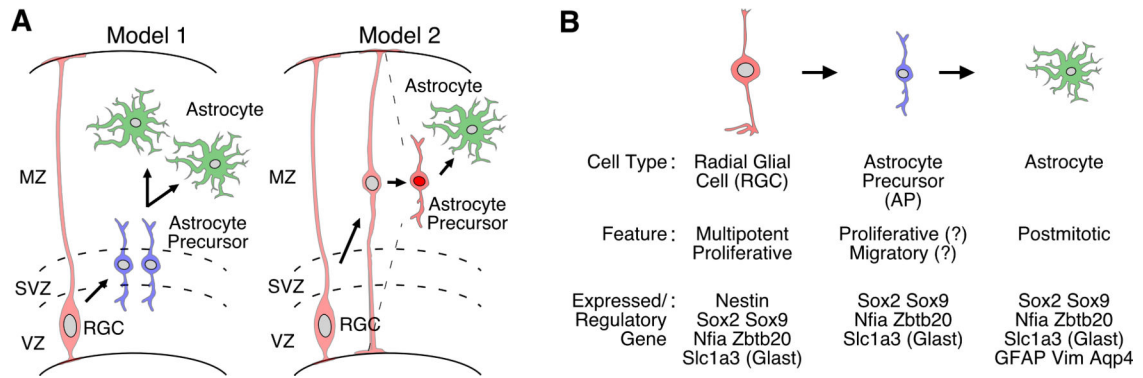 A
Model 1
Model 2
Astrocyte
Astrocyte
MZ
MZ
Astrocyte
Precursor
Astrocyte
Precursor
SVZ
SVZ
RGC
RGC
VZ
VZ
B
Cell Type : Radial Glial Cell (RGC) Astrocyte Precursor (AP) Astrocyte
Feature : Multipotent Proliferative Proliferative (?) Migratory (?) Postmitotic
Expressed/ : Nestin Sox2 Sox9 Sox2 Sox9
Regulatory Sox2 Sox9 Nfia Zbtb20 Nfia Zbtb20
Gene Nfia Zbtb20 Slc1a3 (Glast) Slc1a3 (Glast)
Slc1a3 (Glast) GFAP Vim Aqp4